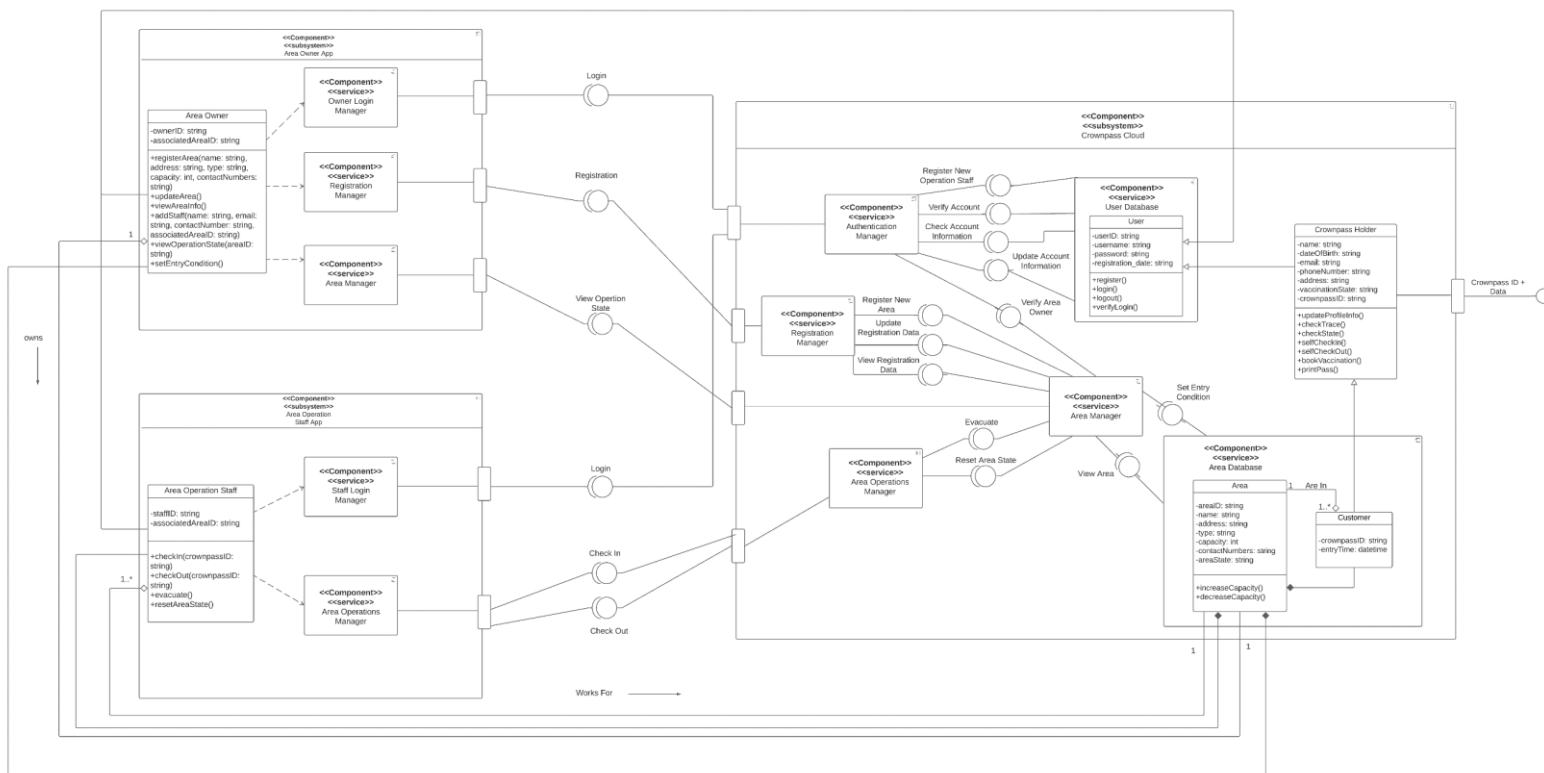 <<Component>>
<<subsystem>>
Area Owner App
<<Component>>
<<service>>
Owner Login
Manager
Area Owner
-ownerID: string
-associatedAreaID: string
+registerArea(name: string,
address: string, type: string,
capacity: int, contactNumbers:
string)
+updateArea()
+viewAreaInfo()
+addStaff(name: string, email:
string, contactNumber: string,
associatedAreaID: string)
+viewOperationState(areaID:
string)
+setEntryCondition()
<<Component>>
<<service>>
Registration
Manager
<<Component>>
<<service>>
Area Manager
1
owns
Login
Registration
View Opertion
State
<<Component>>
<<subsystem>>
Area Operation
Staff App
<<Component>>
<<service>>
Staff Login
Manager
Area Operation Staff
-staffID: string
-associatedAreaID: string
+checkIn(crownpassID:
string)
+checkOut(crownpassID:
string)
+evacuate()
+resetAreaState()
1..*
<<Component>>
<<service>>
Area Operations
Manager
Login
Check In
Check Out
Works For
<<Component>>
<<subsystem>>
Crownpass Cloud
<<Component>>
<<service>>
Authentication
Manager
Register New
Operation Staff
Verify Account
Check Account
Information
Update Account
Information
Verify Area
Owner
<<Component>>
<<service>>
User Database
User
-userID: string
-username: string
-password: string
-registration_date: string
+register()
+login()
+logout()
+verifyLogin()
Crownpass Holder
-name: string
-dateOfBirth: string
-email: string
-phoneNumber: string
-address: string
-vaccinationState: string
-crownpassID: string
+updateProfileInfo()
+checkTrace()
+checkState()
+selfCheckIn()
+selfCheckOut()
+bookVaccination()
+printPass()
Crownpass ID +
Data
<<Component>>
<<service>>
Registration
Manager
Register New
Area
Update
Registration Data
View Registration
Data
<<Component>>
<<service>>
Area Manager
Set Entry
Condition
View Area
<<Component>>
<<service>>
Area Operations
Manager
Evacuate
Reset Area State
<<Component>>
<<service>>
Area Database
Area
-areaID: string
-name: string
-address: string
-type: string
-capacity: int
-contactNumbers: string
-areaState: string
+increaseCapacity()
+decreaseCapacity()
1
Are In
1..*
Customer
-crownpassID: string
-entryTime: datetime
1
1